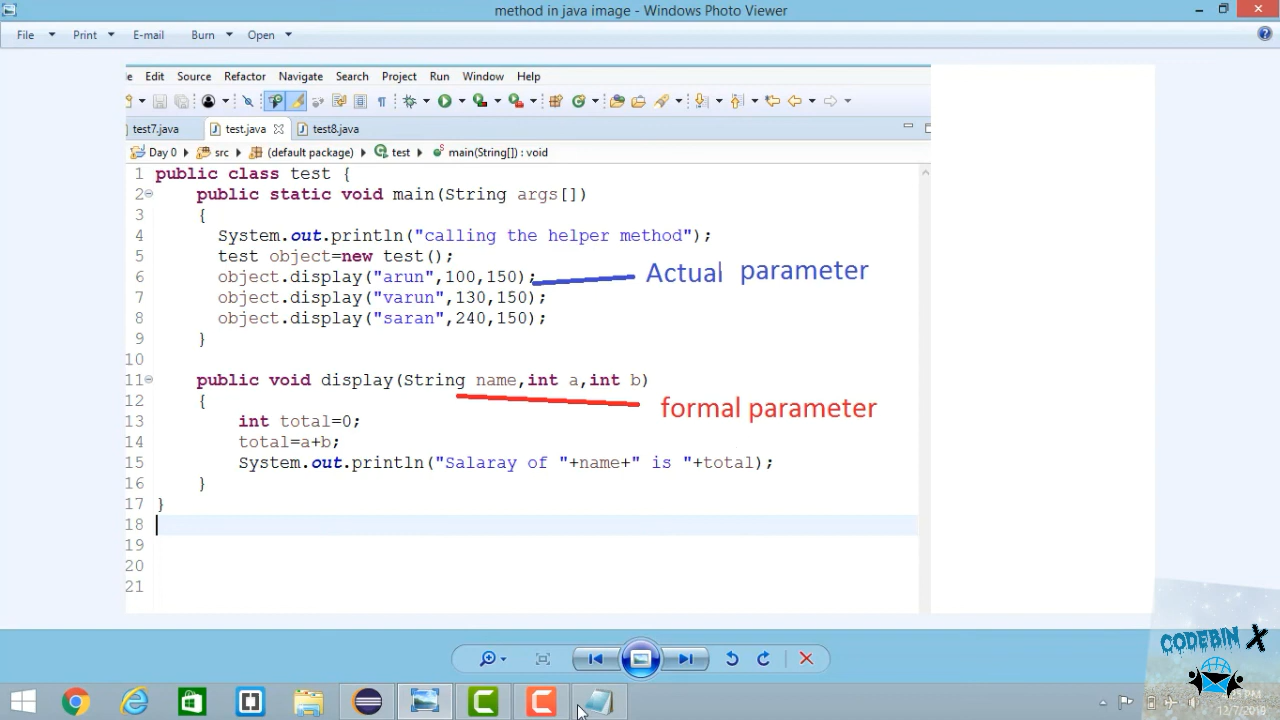 method in java image - Windows Photo Viewer
File Print E-mail Burn Open
Edit Source Refactor Navigate Search Project Run Window Help
test7.java test.java test8.java
Day 0 src (default package) test main(String[]) : void
1 public class test {
2 public static void main(String args[])
3 {
4 System.out.println("calling the helper method");
5 test object=new test();
6 object.display("arun",100,150);
Actual parameter
7 object.display("varun",130,150);
8 object.display("saran",240,150);
9 }
10
11 public void display(String name,int a,int b)
12 {
formal parameter
13 int total=0;
14 total=a+b;
15 System.out.println("Salaray of "+name+" is "+total);
16 }
17 }
18
19
20
21
CODEBIN X